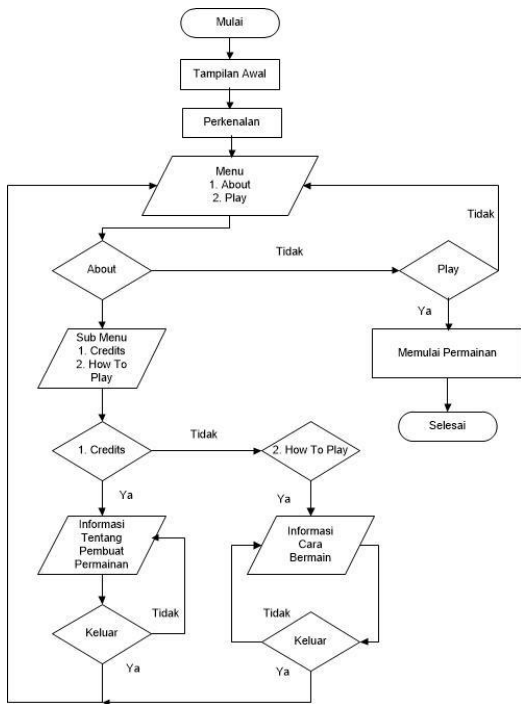 Mulai
Tampilan Awal
Perkenalan
Menu
1. About
2. Play
Tidak
About
Tidak
Play
Ya
Sub Menu
1. Credits
2. How To
Play
Memulai Permainan
Selesai
1. Credits
Tidak
2. How To Play
Ya
Ya
Informasi
Tentang
Pembuat
Permainan
Informasi
Cara
Bermain
Tidak
Tidak
Keluar
Keluar
Ya
Ya